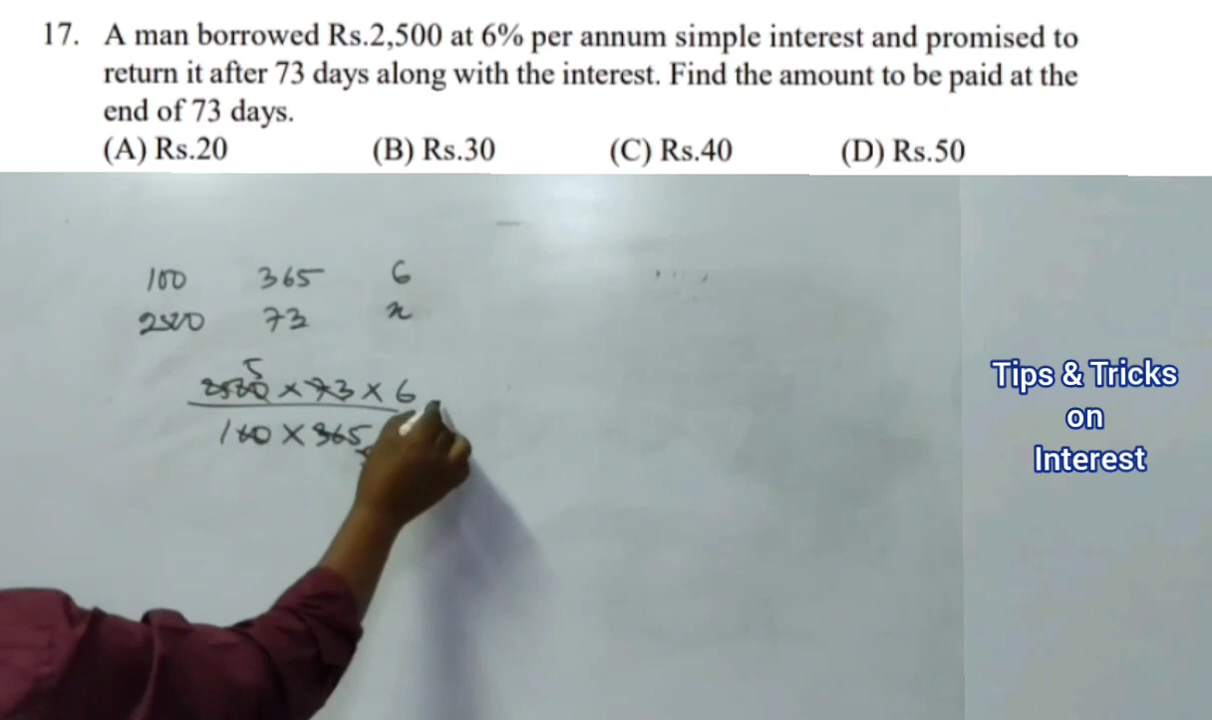 17. A man borrowed Rs.2,500 at 6% per annum simple interest and promised to
return it after 73 days along with the interest. Find the amount to be paid at the
end of 73 days.
(A) Rs.20 (B) Rs.30 (C) Rs.40 (D) Rs.50
100 365 6
2500 73 x
5
2500 × 73 × 6
100 × 365
Tips & Tricks
on
Interest